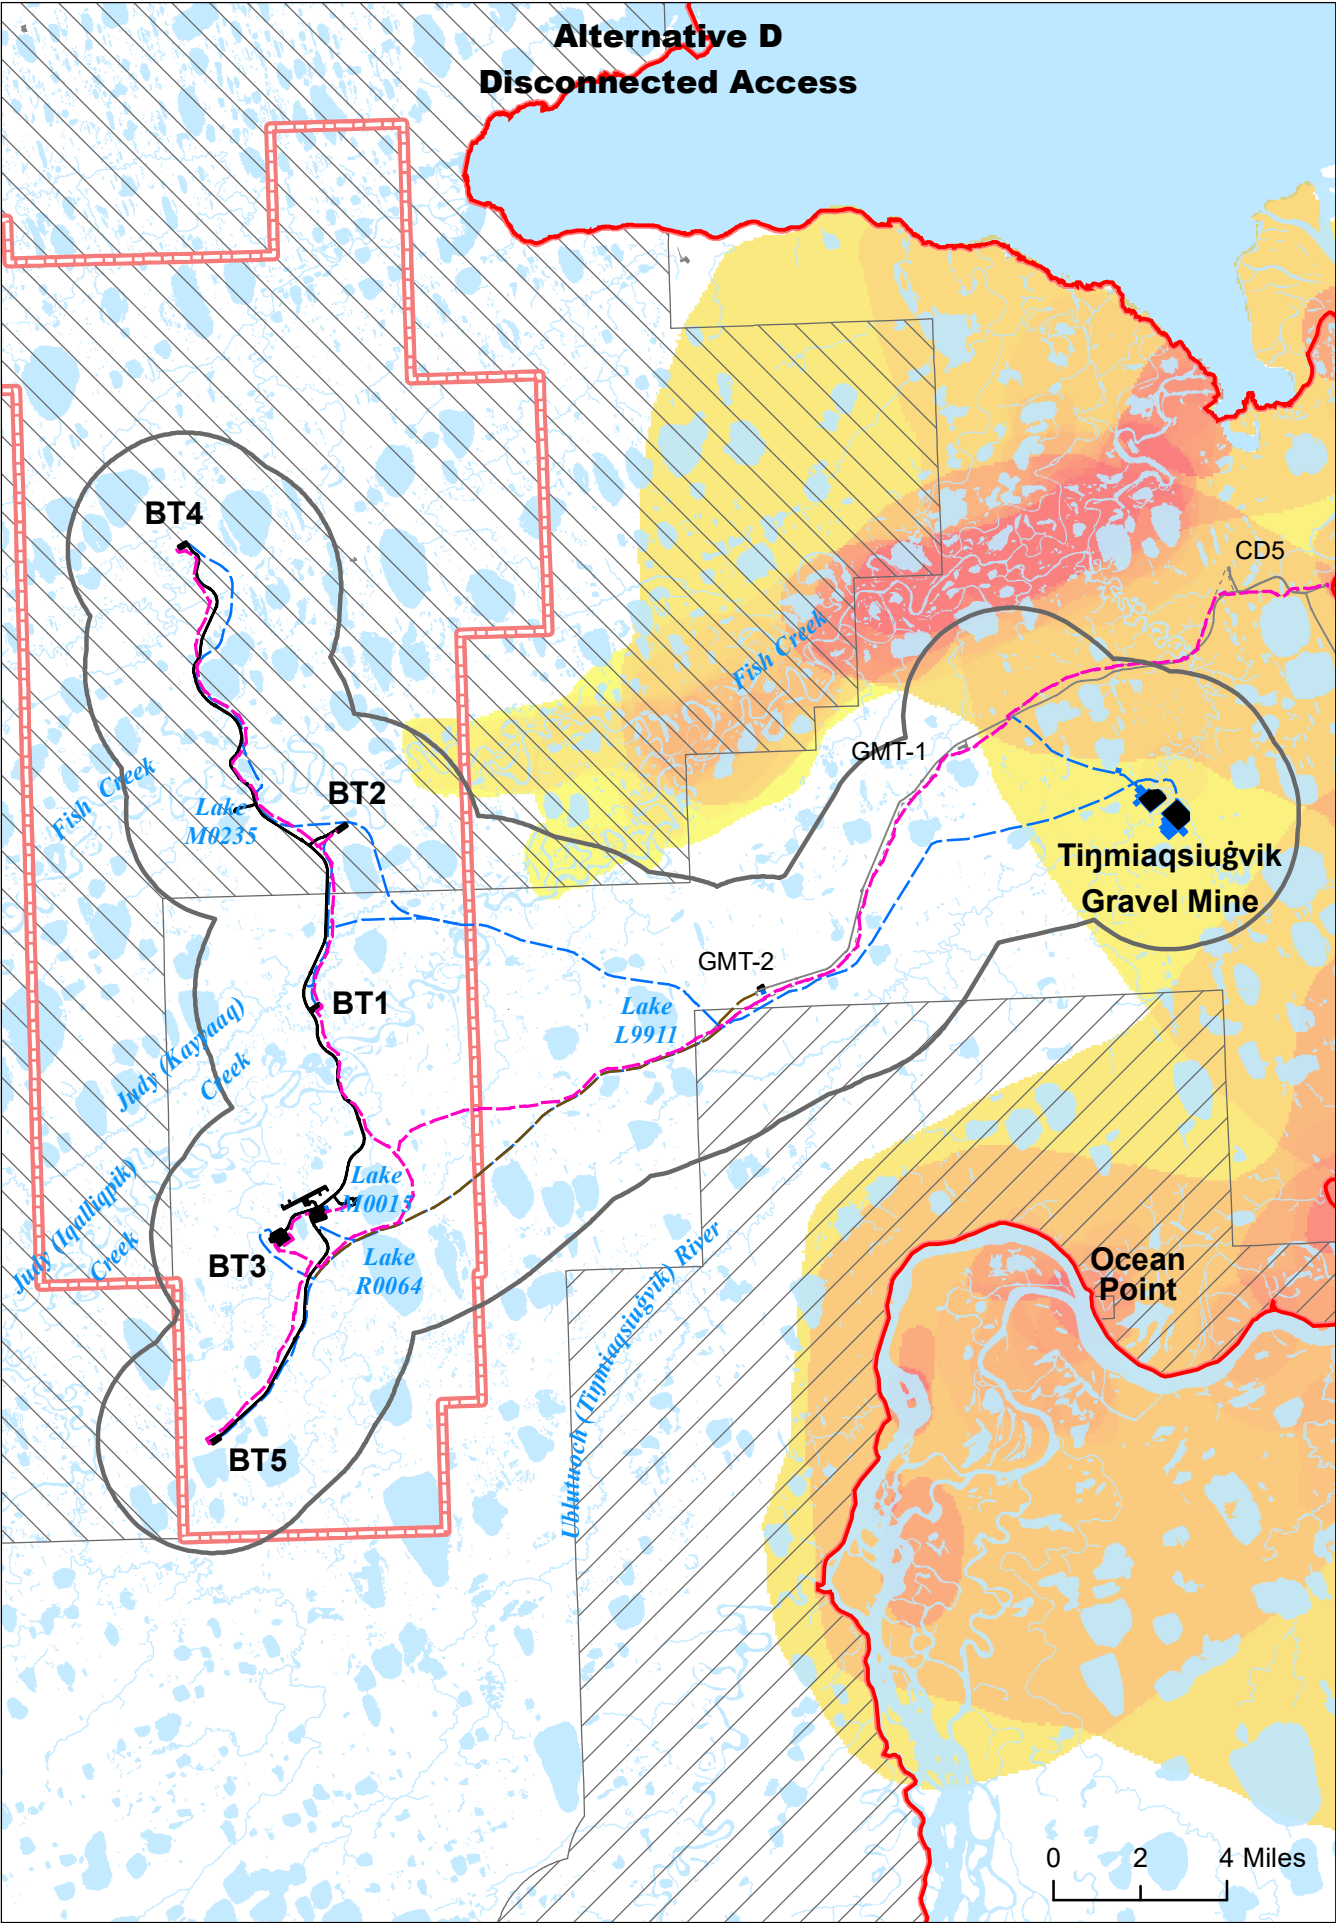 Alternative D
Disconnected Access
BT4
CD5
Fish Creek
GMT-1
Fish Creek
BT2
Lake
M0235
Tiŋmiaqsiuġvik
Gravel Mine
GMT-2
BT1
Lake
L9911
Judy (Kayyaaq)
Creek
Judy (Iqalliqpik)
Creek
Lake
M0015
BT3
Lake
R0064
Ublutuoch (Tiŋmiaqsiuġvik) River
Ocean
Point
BT5
0 2 4 Miles